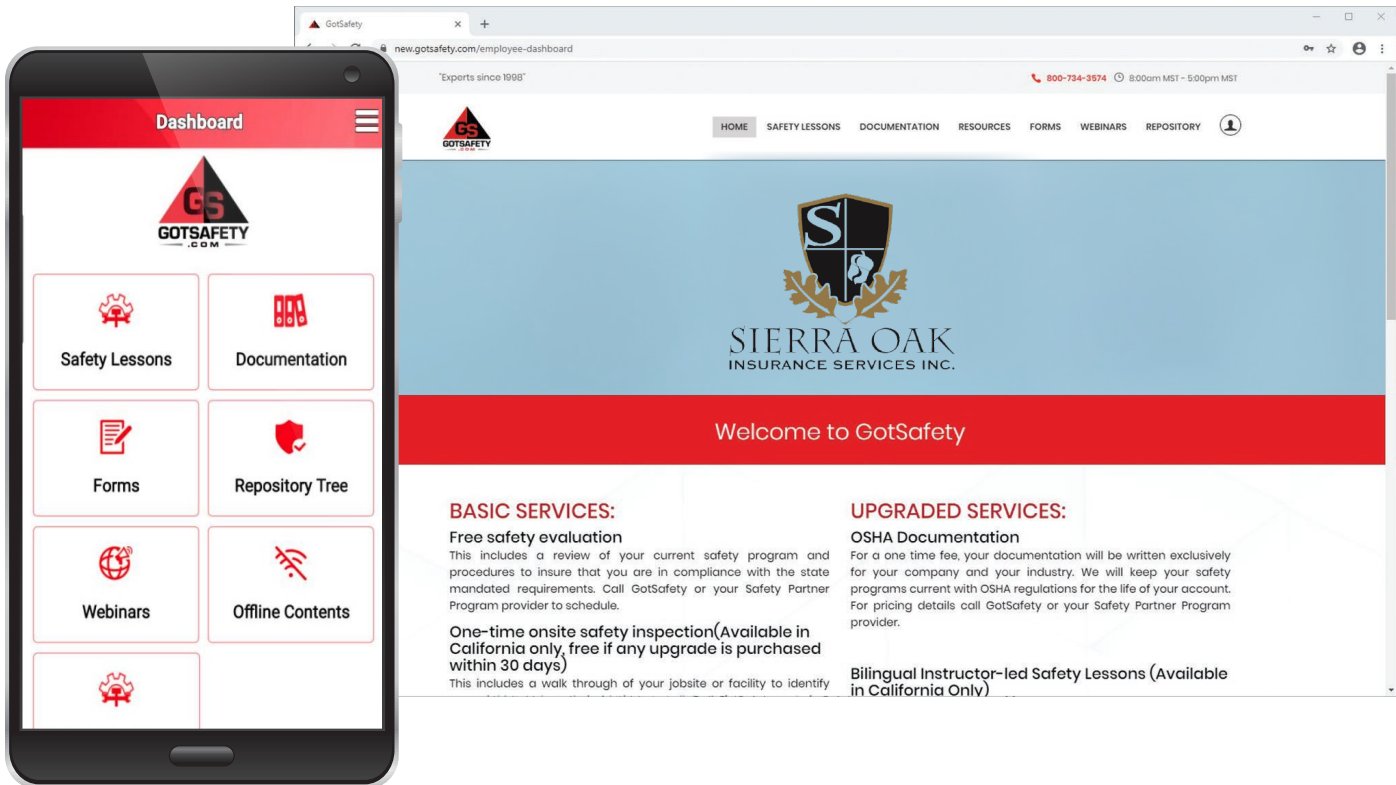 Dashboard
GS
GOTSAFETY
.COM
Safety Lessons
Documentation
Forms
Repository Tree
Webinars
Offline Contents
GotSafety
new.gotsafety.com/employee-dashboard
"Experts since 1998"
800-734-3574
8:00am MST - 5:00pm MST
GS
GOTSAFETY
.COM
HOME
SAFETY LESSONS
DOCUMENTATION
RESOURCES
FORMS
WEBINARS
REPOSITORY
S
SIERRA OAK
INSURANCE SERVICES INC.
Welcome to GotSafety
BASIC SERVICES:
Free safety evaluation
This includes a review of your current safety program and
procedures to insure that you are in compliance with the state
mandated requirements. Call GotSafety or your Safety Partner
Program provider to schedule.
One-time onsite safety inspection(Available in
California only, free if any upgrade is purchased
within 30 days)
This includes a walk through of your jobsite or facility to identify
UPGRADED SERVICES:
OSHA Documentation
For a one time fee, your documentation will be written exclusively
for your company and your industry. We will keep your safety
programs current with OSHA regulations for the life of your account.
For pricing details call GotSafety or your Safety Partner Program
provider.
Bilingual Instructor-led Safety Lessons (Available
in California Only)